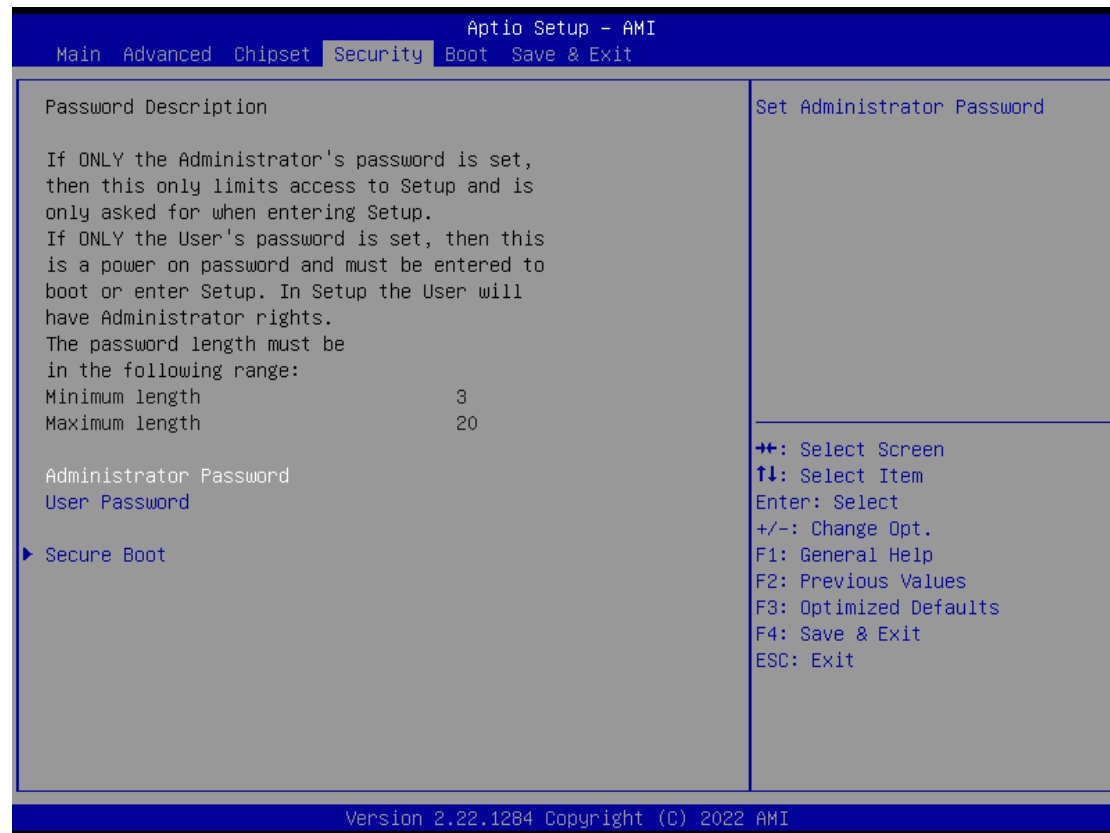 Aptio Setup – AMI
Main Advanced Chipset Security Boot Save & Exit
Password Description
If ONLY the Administrator's password is set,
then this only limits access to Setup and is
only asked for when entering Setup.
If ONLY the User's password is set, then this
is a power on password and must be entered to
boot or enter Setup. In Setup the User will
have Administrator rights.
The password length must be
in the following range:
Minimum length 3
Maximum length 20
Administrator Password
User Password
Secure Boot
Set Administrator Password
→←: Select Screen
↑↓: Select Item
Enter: Select
+/-: Change Opt.
F1: General Help
F2: Previous Values
F3: Optimized Defaults
F4: Save & Exit
ESC: Exit
Version 2.22.1284 Copyright (C) 2022 AMI